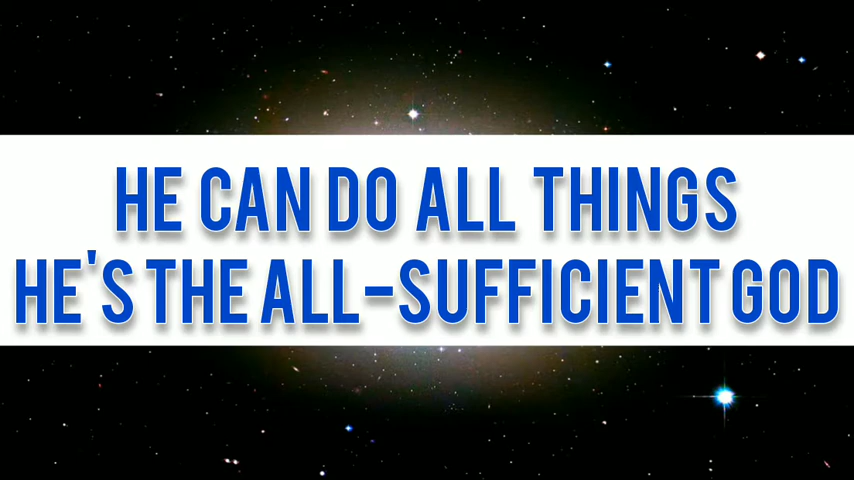 HE CAN DO ALL THINGS
HE'S THE ALL-SUFFICIENT GOD